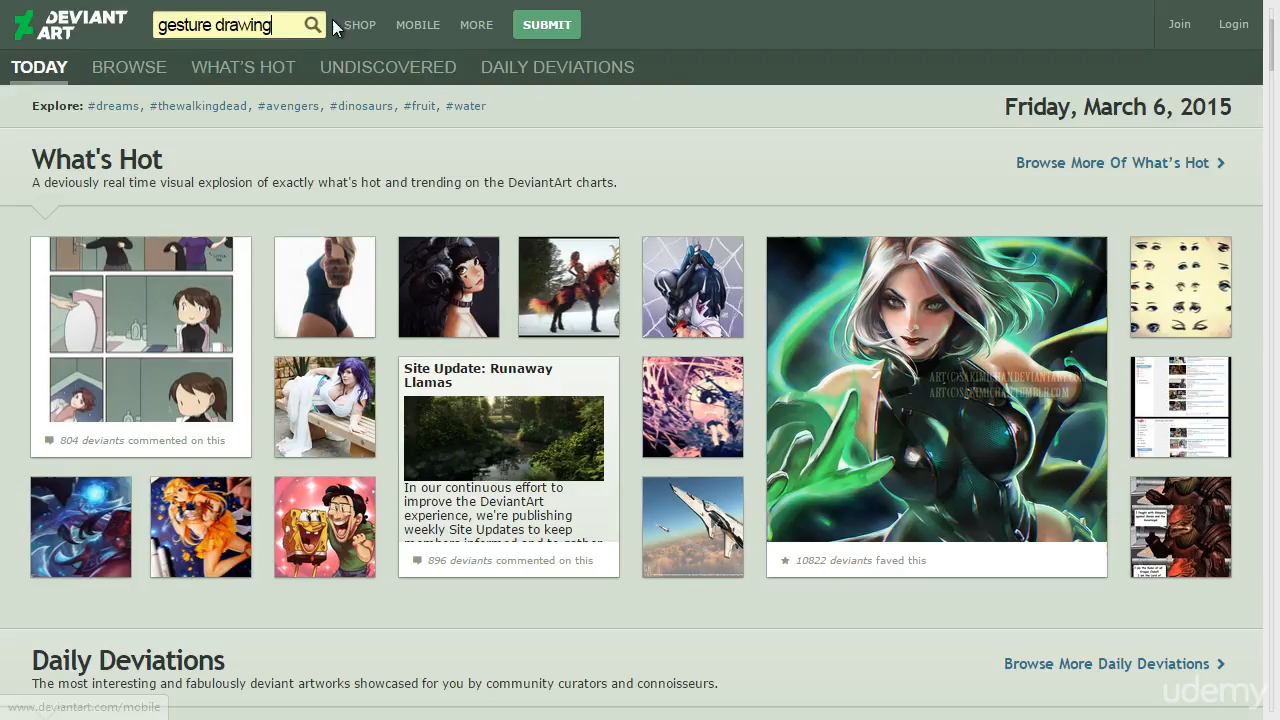 DEVIANT ART
gesture drawing
SHOP MOBILE MORE SUBMIT
Join Login
TODAY BROWSE WHAT'S HOT UNDISCOVERED DAILY DEVIATIONS
Explore: #dreams, #thewalkingdead, #avengers, #dinosaurs, #fruit, #water
Friday, March 6, 2015
What's Hot
Browse More Of What's Hot
A deviously real time visual explosion of exactly what's hot and trending on the DeviantArt charts.
804 deviants commented on this
Site Update: Runaway
Llamas
In our continuous effort to
improve the DeviantArt
experience, we're publishing
weekly Site Updates to keep
896 deviants commented on this
10822 deviants faved this
Daily Deviations
Browse More Daily Deviations
The most interesting and fabulously deviant artworks showcased for you by community curators and connoisseurs.
www.deviantart.com/mobile
udemy